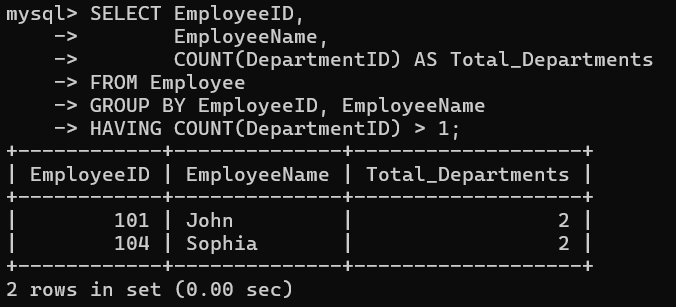 mysql> SELECT EmployeeID,
    ->        EmployeeName,
    ->        COUNT(DepartmentID) AS Total_Departments
    -> FROM Employee
    -> GROUP BY EmployeeID, EmployeeName
    -> HAVING COUNT(DepartmentID) > 1;
+------------+--------------+-------------------+
| EmployeeID | EmployeeName | Total_Departments |
+------------+--------------+-------------------+
|        101 | John         |                 2 |
|        104 | Sophia       |                 2 |
+------------+--------------+-------------------+
2 rows in set (0.00 sec)